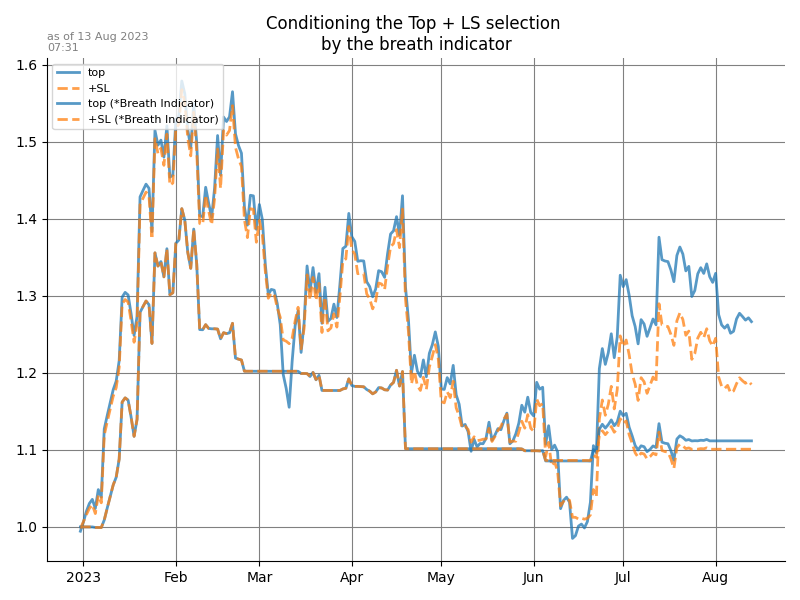 Conditioning the Top + LS selection
by the breath indicator
as of 13 Aug 2023
07:31
top
+SL
top (*Breath Indicator)
+SL (*Breath Indicator)
1.6
1.5
1.4
1.3
1.2
1.1
1.0
2023 Feb Mar Apr May Jun Jul Aug